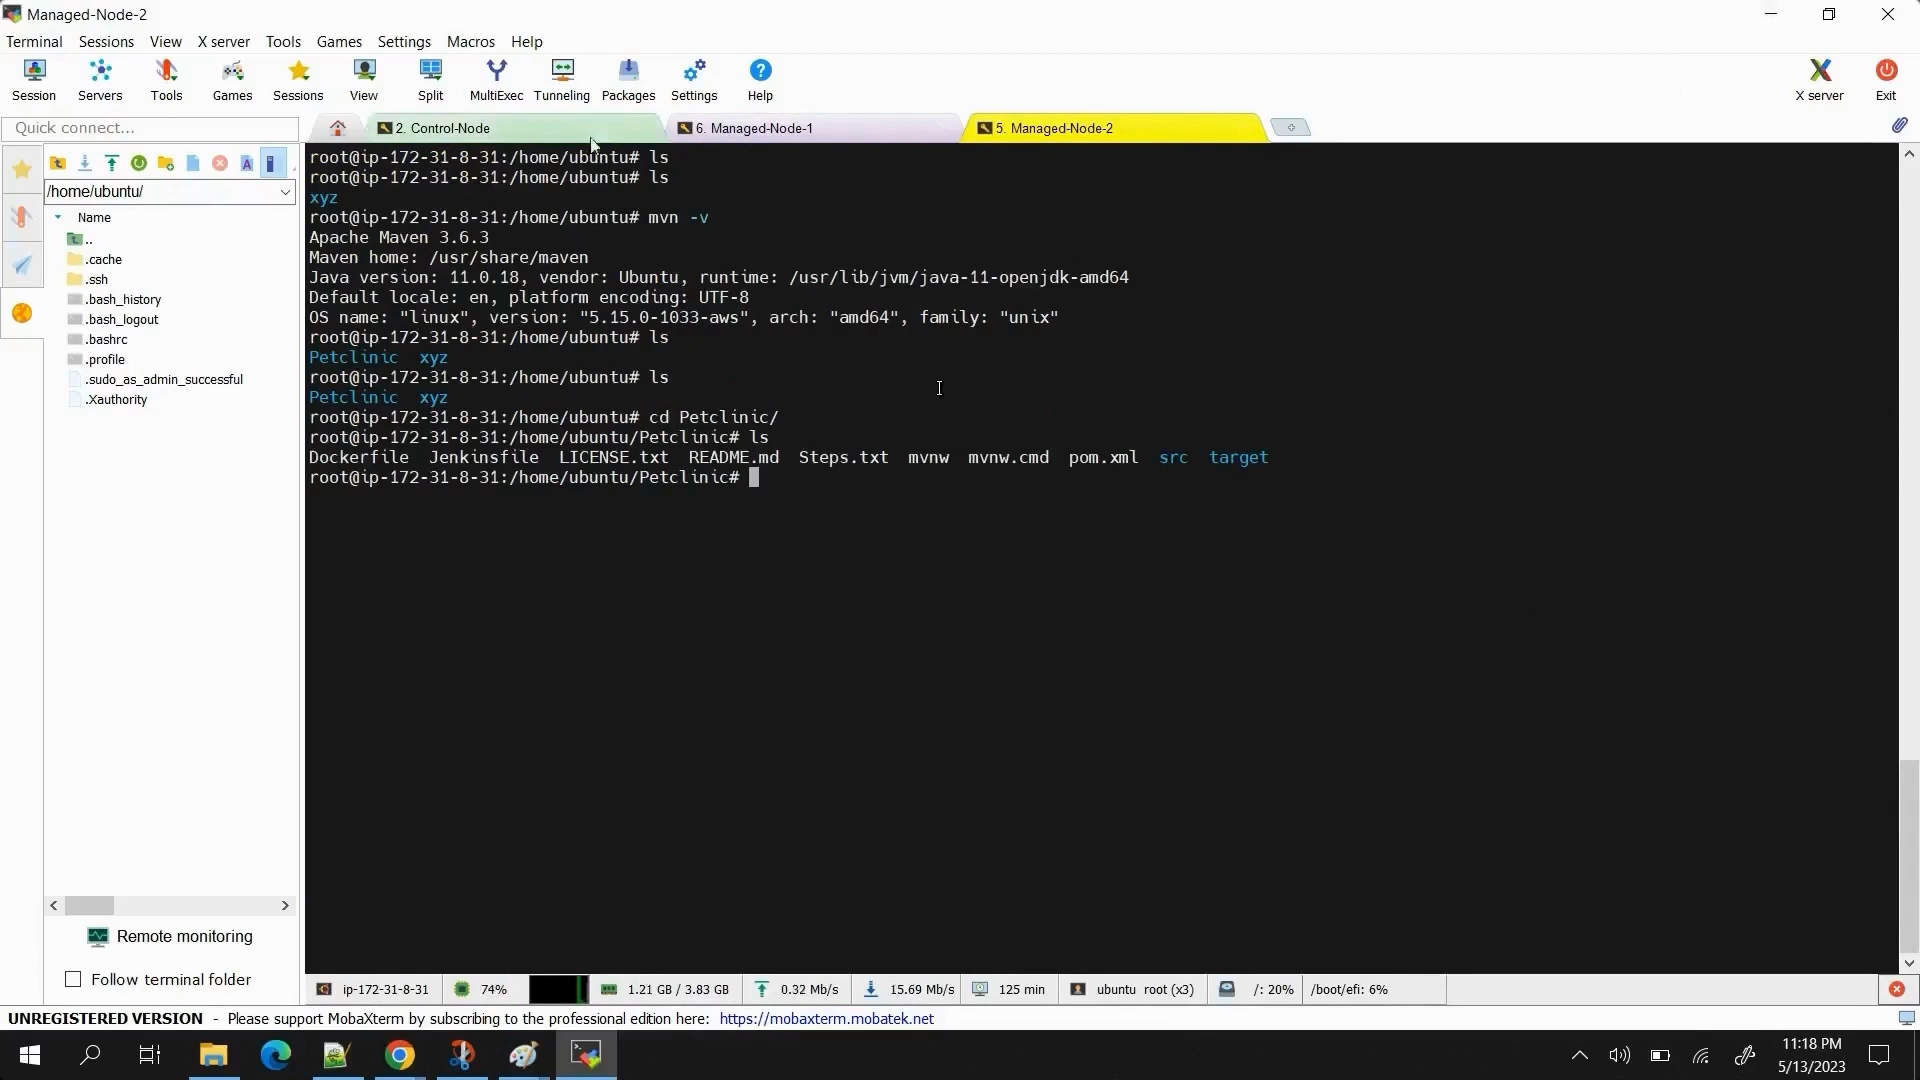 Managed-Node-2
Terminal Sessions View X server Tools Games Settings Macros Help
Session Servers Tools Games Sessions View Split MultiExec Tunneling Packages Settings Help X server Exit
Quick connect...
2. Control-Node
6. Managed-Node-1
5. Managed-Node-2
/home/ubuntu/
Name
..
.cache
.ssh
.bash_history
.bash_logout
.bashrc
.profile
.sudo_as_admin_successful
.Xauthority
Remote monitoring
Follow terminal folder
root@ip-172-31-8-31:/home/ubuntu# ls
root@ip-172-31-8-31:/home/ubuntu# ls
xyz
root@ip-172-31-8-31:/home/ubuntu# mvn -v
Apache Maven 3.6.3
Maven home: /usr/share/maven
Java version: 11.0.18, vendor: Ubuntu, runtime: /usr/lib/jvm/java-11-openjdk-amd64
Default locale: en, platform encoding: UTF-8
OS name: "linux", version: "5.15.0-1033-aws", arch: "amd64", family: "unix"
root@ip-172-31-8-31:/home/ubuntu# ls
Petclinic xyz
root@ip-172-31-8-31:/home/ubuntu# ls
Petclinic xyz
root@ip-172-31-8-31:/home/ubuntu# cd Petclinic/
root@ip-172-31-8-31:/home/ubuntu/Petclinic# ls
Dockerfile Jenkinsfile LICENSE.txt README.md Steps.txt mvnw mvnw.cmd pom.xml src target
root@ip-172-31-8-31:/home/ubuntu/Petclinic#
ip-172-31-8-31 74% 1.21 GB / 3.83 GB 0.32 Mb/s 15.69 Mb/s 125 min ubuntu root (x3) /: 20% /boot/efi: 6%
UNREGISTERED VERSION - Please support MobaXterm by subscribing to the professional edition here: https://mobaxterm.mobatek.net
11:18 PM
5/13/2023